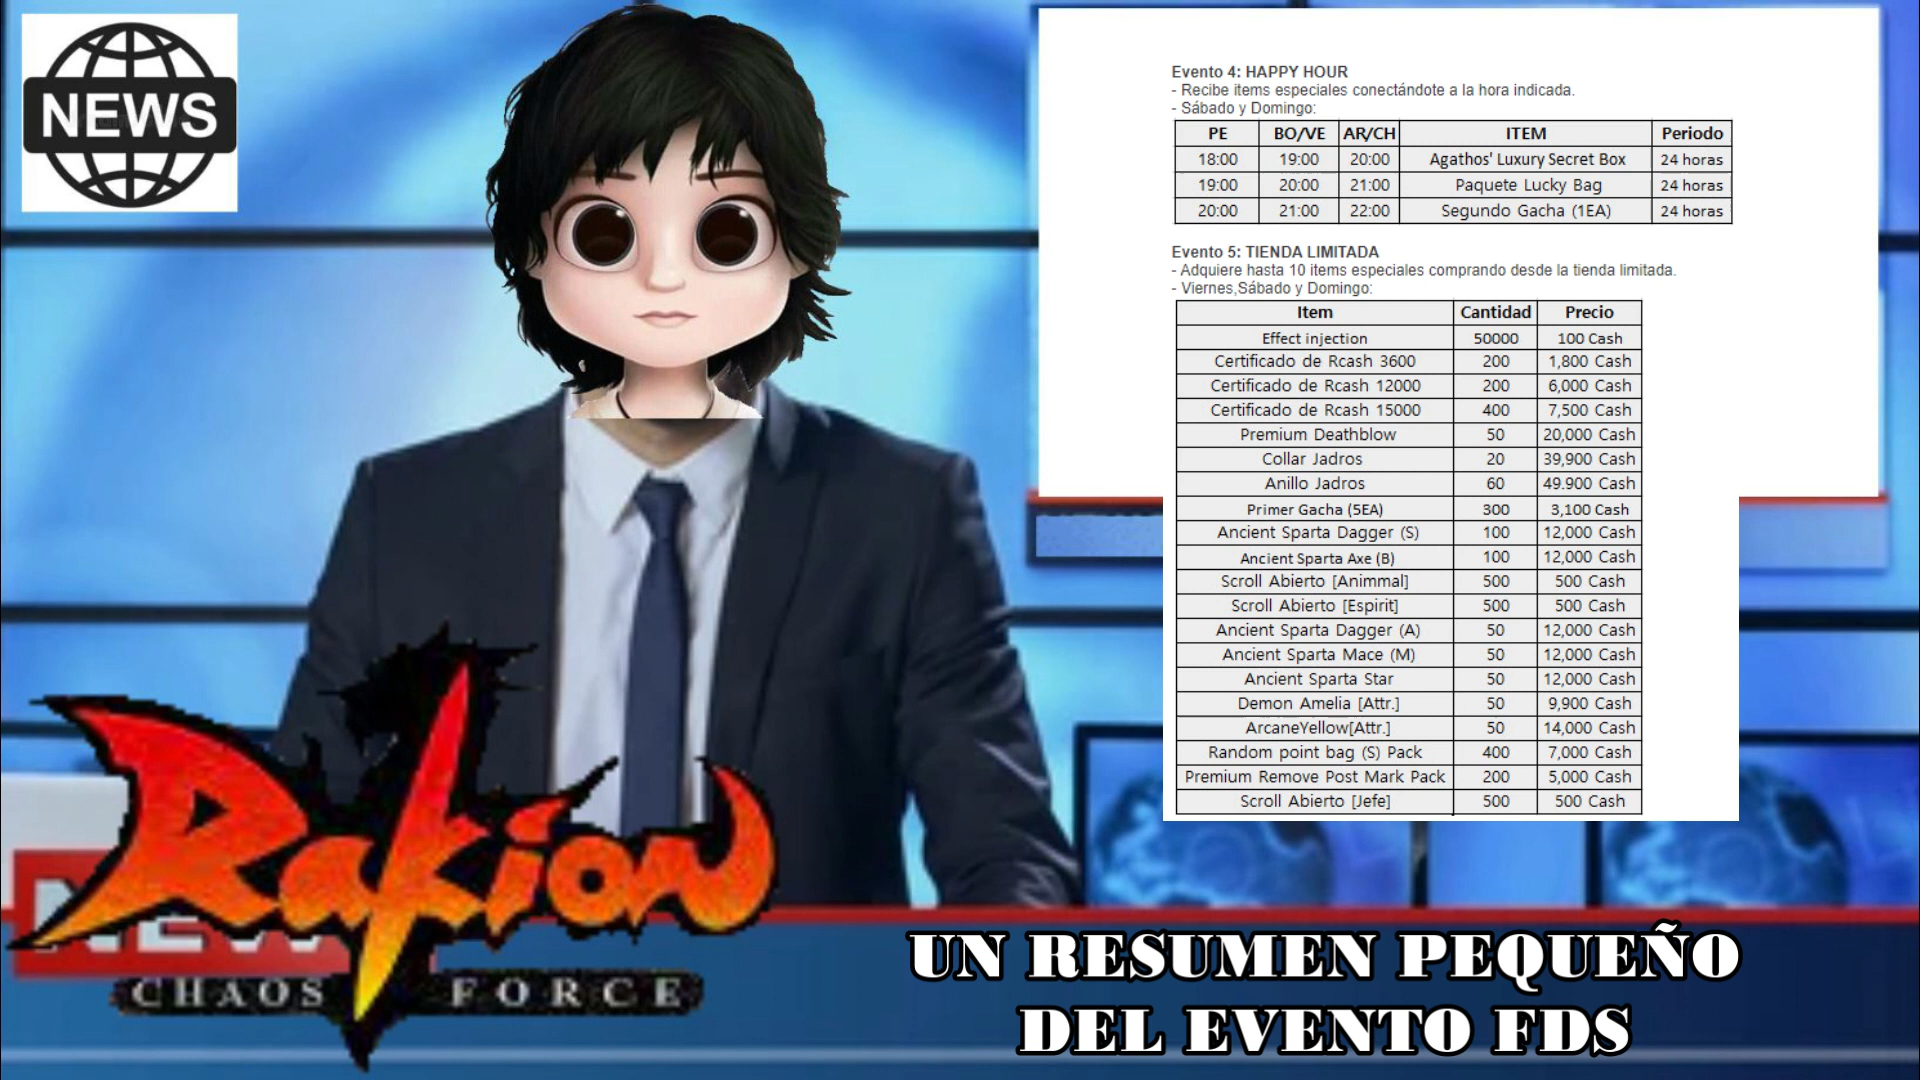 NEWS
Evento 4: HAPPY HOUR
- Recibe items especiales conectándote a la hora indicada.
- Sábado y Domingo:
PE BO/VE AR/CH ITEM Periodo
18:00 19:00 20:00 Agathos' Luxury Secret Box 24 horas
19:00 20:00 21:00 Paquete Lucky Bag 24 horas
20:00 21:00 22:00 Segundo Gacha (1EA) 24 horas
Evento 5: TIENDA LIMITADA
- Adquiere hasta 10 items especiales comprando desde la tienda limitada.
- Viernes,Sábado y Domingo:
Item Cantidad Precio
Effect injection 50000 100 Cash
Certificado de Rcash 3600 200 1,800 Cash
Certificado de Rcash 12000 200 6,000 Cash
Certificado de Rcash 15000 400 7,500 Cash
Premium Deathblow 50 20,000 Cash
Collar Jadros 20 39,900 Cash
Anillo Jadros 60 49.900 Cash
Primer Gacha (5EA) 300 3,100 Cash
Ancient Sparta Dagger (S) 100 12,000 Cash
Ancient Sparta Axe (B) 100 12,000 Cash
Scroll Abierto [Animmal] 500 500 Cash
Scroll Abierto [Espirit] 500 500 Cash
Ancient Sparta Dagger (A) 50 12,000 Cash
Ancient Sparta Mace (M) 50 12,000 Cash
Ancient Sparta Star 50 12,000 Cash
Demon Amelia [Attr.] 50 9,900 Cash
ArcaneYellow[Attr.] 50 14,000 Cash
Random point bag (S) Pack 400 7,000 Cash
Premium Remove Post Mark Pack 200 5,000 Cash
Scroll Abierto [Jefe] 500 500 Cash
Rakion
CHAOS FORCE
NEW
UN RESUMEN PEQUEÑO
DEL EVENTO FDS